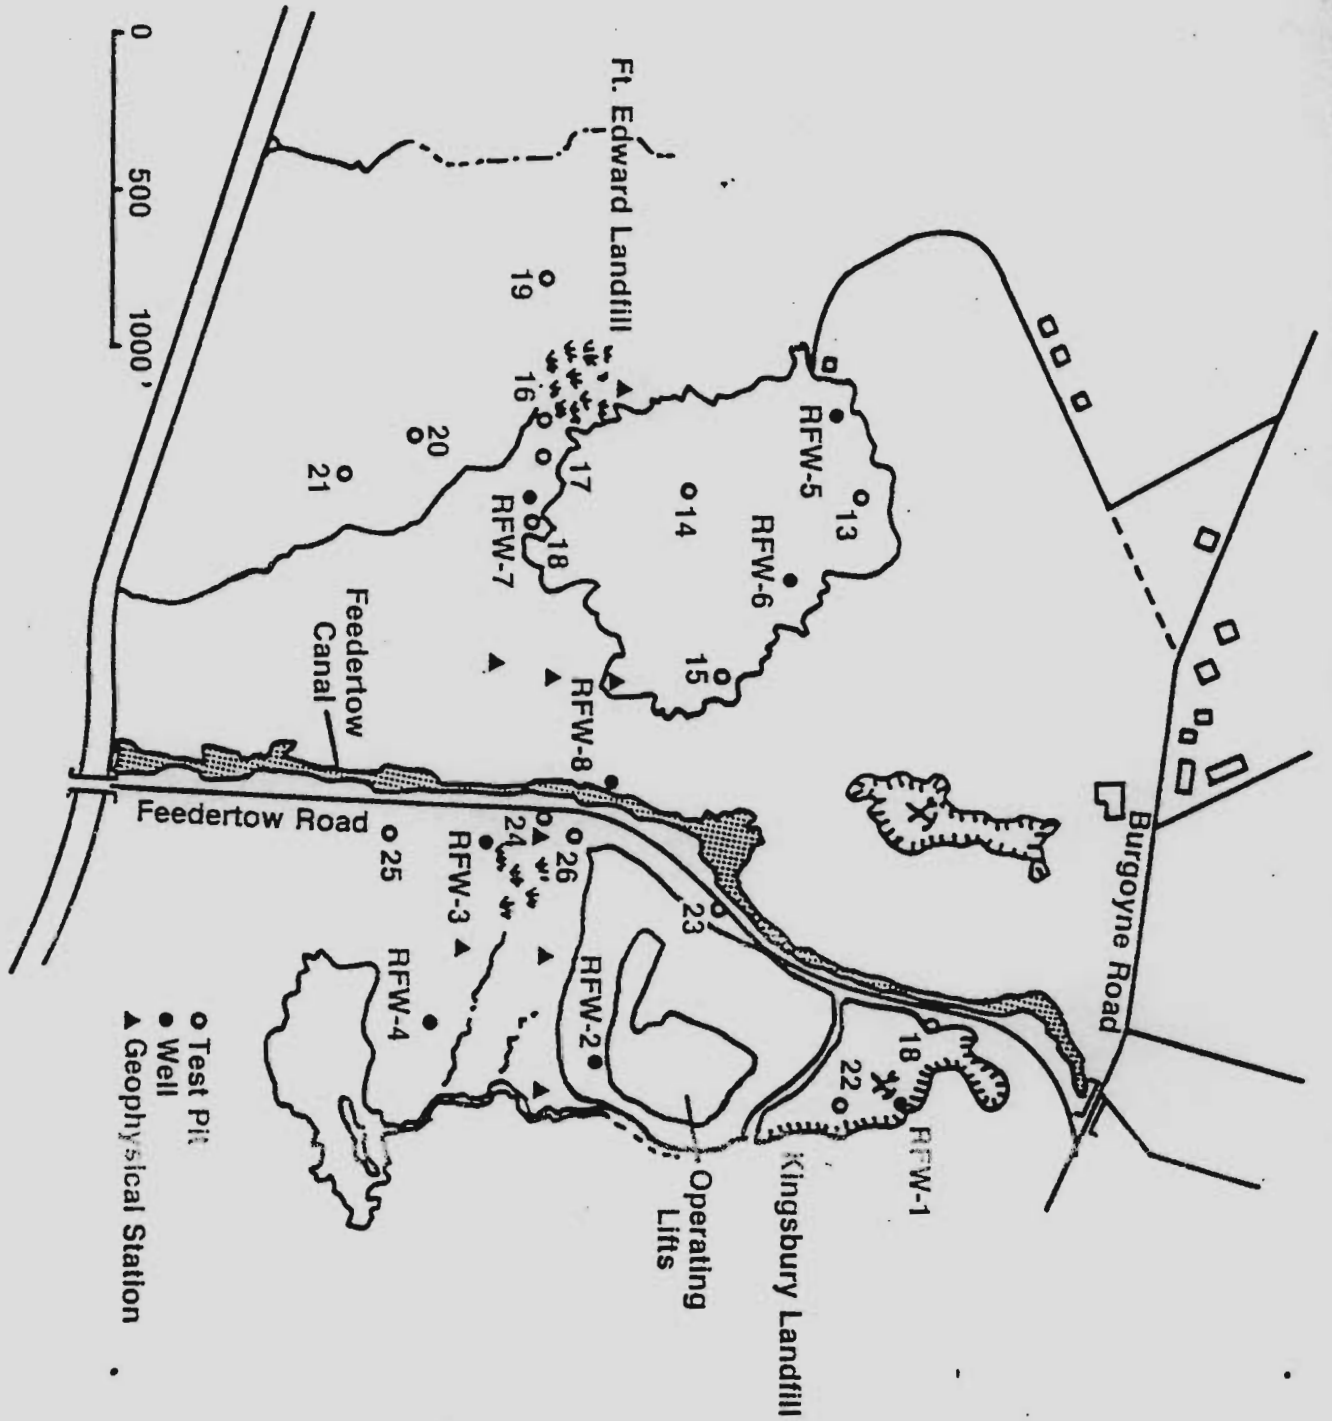 Burgoyne Road
Ft. Edward Landfill
RFW-5
13
RFW-6
14
15
19
16
17
18
RFW-7
20
21
RFW-8
Feedertow
Canal
Feedertow Road
23
24
26
25
RFW-3
RFW-4
RFW-2
18
22
RFW-1
Kingsbury Landfill
Operating
Lifts
0
500
1000'
Test Pit
Well
Geophysical Station